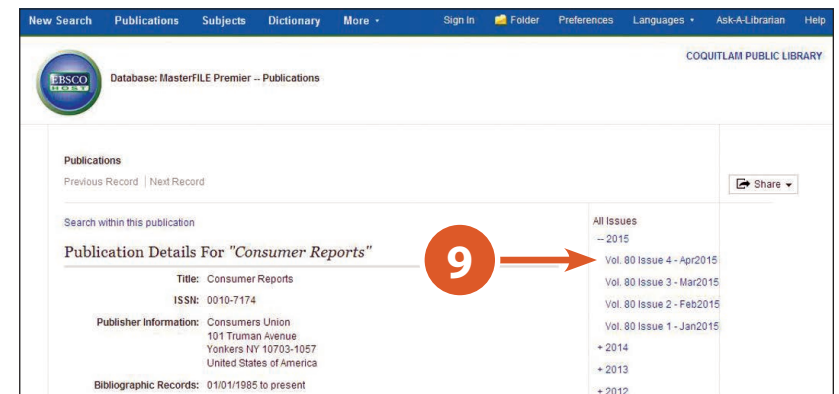 New Search Publications Subjects Dictionary More Sign In Folder Preferences Languages Ask-A-Librarian Help
COQUITLAM PUBLIC LIBRARY
EBSCO
HOST
Database: MasterFILE Premier -- Publications
Publications
Previous Record | Next Record
Share
Search within this publication
Publication Details For "Consumer Reports"
Title: Consumer Reports
ISSN: 0010-7174
Publisher Information: Consumers Union
101 Truman Avenue
Yonkers NY 10703-1057
United States of America
Bibliographic Records: 01/01/1985 to present
9
All Issues
-- 2015
Vol. 80 Issue 4 - Apr2015
Vol. 80 Issue 3 - Mar2015
Vol. 80 Issue 2 - Feb2015
Vol. 80 Issue 1 - Jan2015
+ 2014
+ 2013
+ 2012